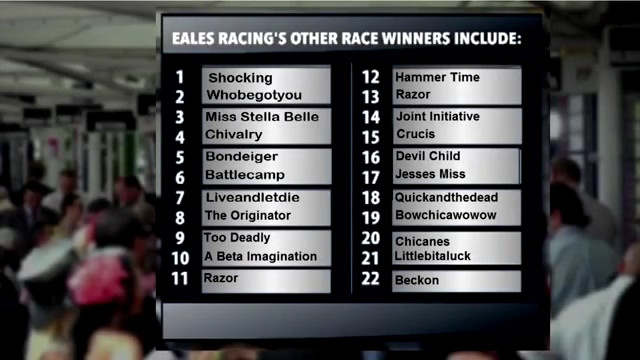 EALES RACING'S OTHER RACE WINNERS INCLUDE:
1 Shocking
2 Whobegotyou
3 Miss Stella Belle
4 Chivalry
5 Bondeiger
6 Battlecamp
7 Liveandletdie
8 The Originator
9 Too Deadly
10 A Beta Imagination
11 Razor
12 Hammer Time
13 Razor
14 Joint Initiative
15 Crucis
16 Devil Child
17 Jesses Miss
18 Quickandthedead
19 Bowchicawowow
20 Chicanes
21 Littlebitaluck
22 Beckon